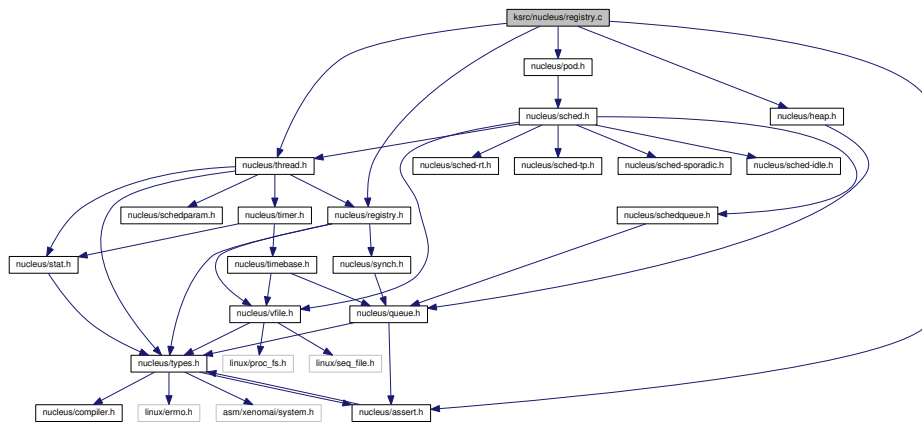 ksrc/nucleus/registry.c
nucleus/pod.h
nucleus/sched.h
nucleus/heap.h
nucleus/thread.h
nucleus/sched-rt.h
nucleus/sched-tp.h
nucleus/sched-sporadic.h
nucleus/sched-idle.h
nucleus/schedparam.h
nucleus/timer.h
nucleus/registry.h
nucleus/schedqueue.h
nucleus/stat.h
nucleus/timebase.h
nucleus/synch.h
nucleus/vfile.h
nucleus/queue.h
nucleus/types.h
linux/proc_fs.h
linux/seq_file.h
nucleus/compiler.h
linux/errno.h
asm/xenomai/system.h
nucleus/assert.h